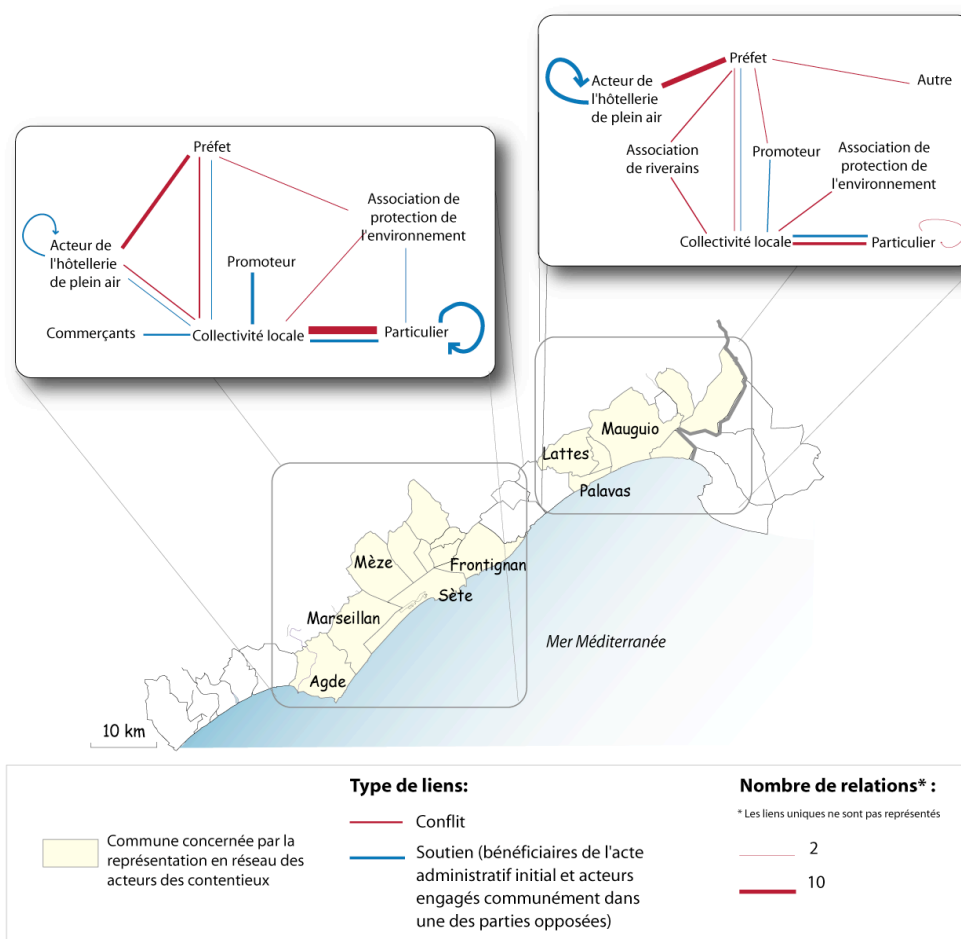 Préfet
Acteur de
l'hôtellerie
de plein air
Autre
Association
de riverains
Promoteur
Association de
protection de
l'environnement
Collectivité locale
Particulier
Préfet
Association de
protection de
l'environnement
Acteur de
l'hôtellerie
de plein air
Promoteur
Commerçants
Collectivité locale
Particulier
Mauguio
Lattes
Palavas
Mèze
Frontignan
Sète
Marseillan
Agde
Mer Méditerranée
10 km
Commune concernée par la
représentation en réseau des
acteurs des contentieux
Type de liens:
Conflit
Soutien (bénéficiaires de l'acte
administratif initial et acteurs
engagés communément dans
une des parties opposées)
Nombre de relations* :
* Les liens uniques ne sont pas représentés
2
10